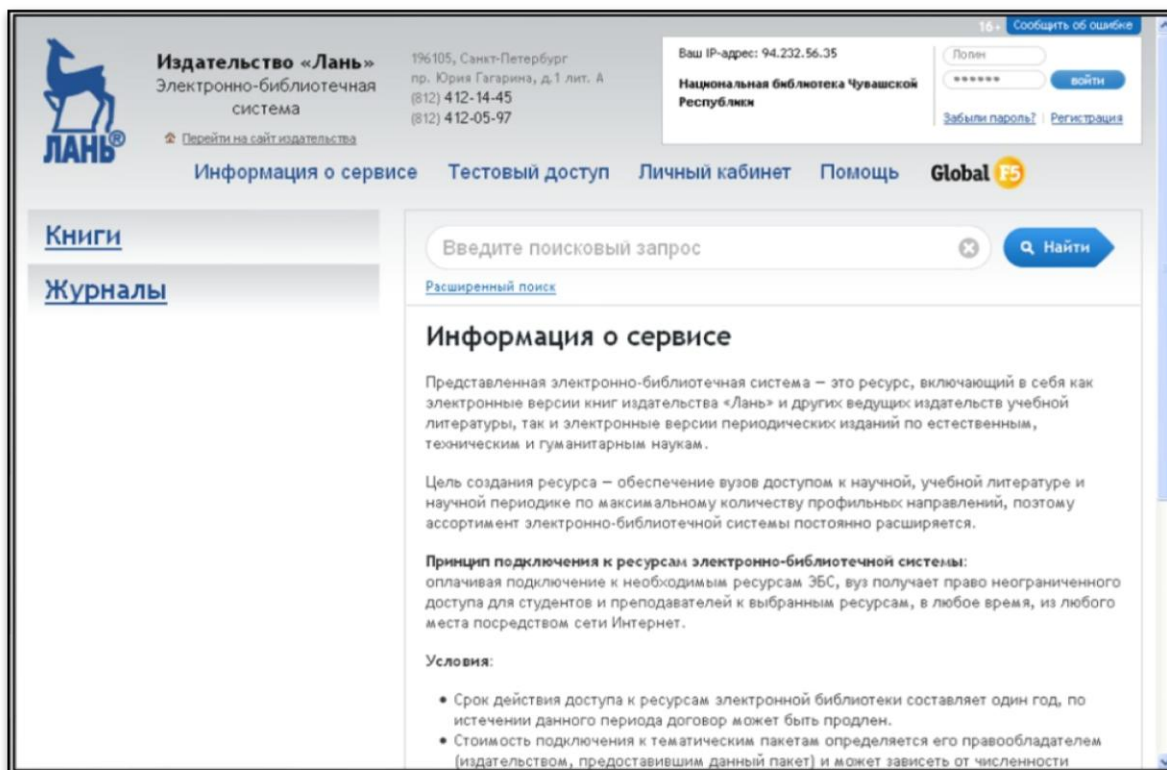 16+ Сообщить об ошибке
ЛАНЬ®
Издательство «Лань»
Электронно-библиотечная
система
Перейти на сайт издательства
196105, Санкт-Петербург
пр. Юрия Гагарина, д.1 лит. А
(812) 412-14-45
(812) 412-05-97
Ваш IP-адрес: 94.232.56.35
Национальная библиотека Чувашской
Республики
Логин
******
войти
Забыли пароль? | Регистрация
Информация о сервисе Тестовый доступ Личный кабинет Помощь Global F5
Книги
Журналы
Введите поисковый запрос
Найти
Расширенный поиск
Информация о сервисе
Представленная электронно-библиотечная система — это ресурс, включающий в себя как
электронные версии книг издательства «Лань» и других ведущих издательств учебной
литературы, так и электронные версии периодических изданий по естественным,
техническим и гуманитарным наукам.
Цель создания ресурса — обеспечение вузов доступом к научной, учебной литературе и
научной периодике по максимальному количеству профильных направлений, поэтому
ассортимент электронно-библиотечной системы постоянно расширяется.
Принцип подключения к ресурсам электронно-библиотечной системы:
оплачивая подключение к необходимым ресурсам ЭБС, вуз получает право неограниченного
доступа для студентов и преподавателей к выбранным ресурсам, в любое время, из любого
места посредством сети Интернет.
Условия:
• Срок действия доступа к ресурсам электронной библиотеки составляет один год, по
истечении данного периода договор может быть продлен.
• Стоимость подключения к тематическим пакетам определяется его правообладателем
(издательством, предоставившим данный пакет) и может зависеть от численности